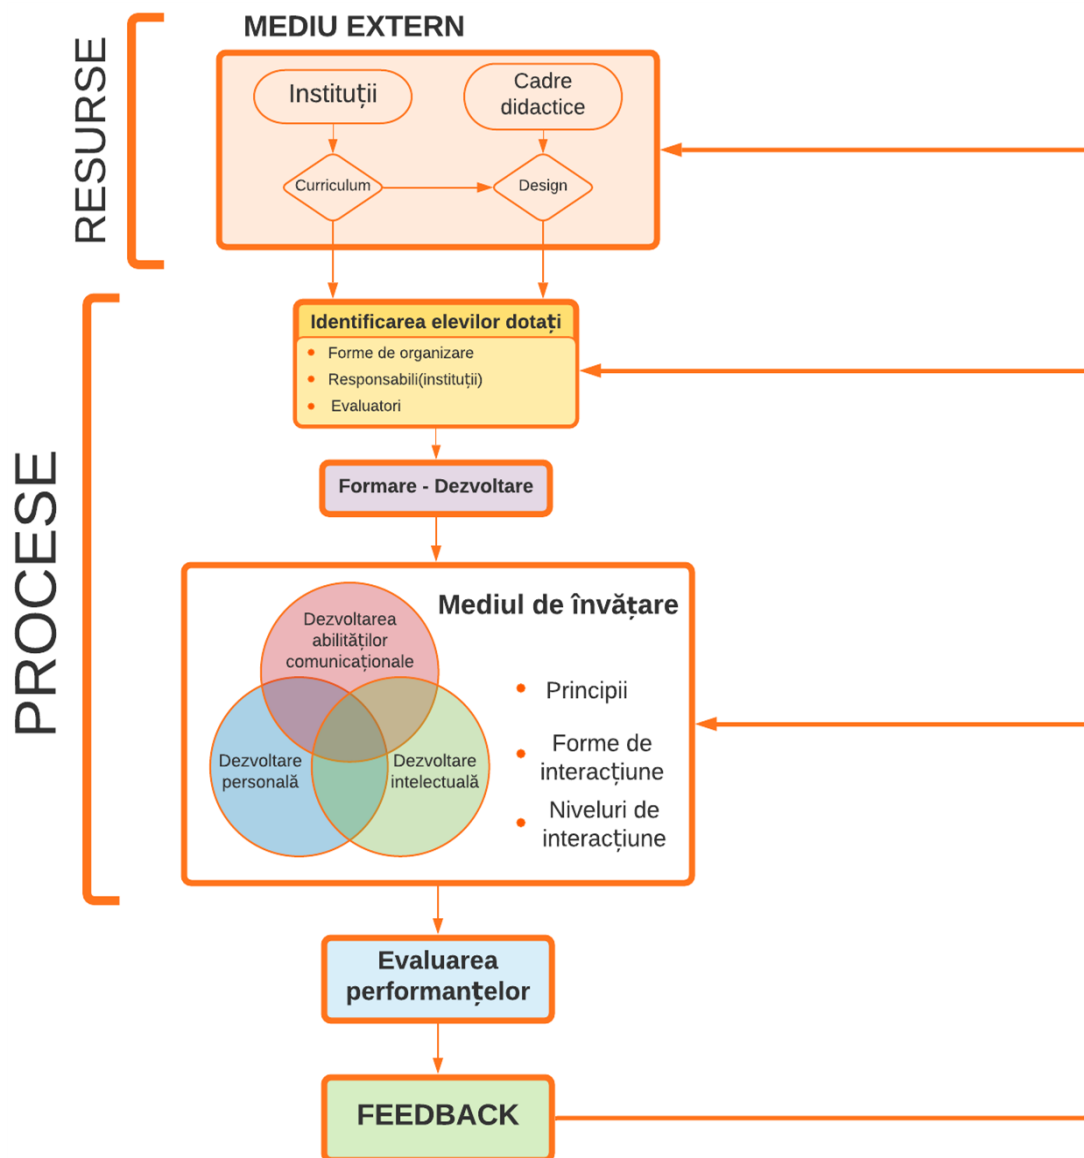 RESURSE
MEDIU EXTERN
Instituții
Cadre
didactice
Curriculum
Design
PROCESE
Identificarea elevilor dotați
Forme de organizare
Responsabili(instituții)
Evaluatori
Formare - Dezvoltare
Mediul de învățare
Dezvoltarea
abilităților
comunicaționale
Dezvoltare
personală
Dezvoltare
intelectuală
Principii
Forme de
interacțiune
Niveluri de
interacțiune
Evaluarea
performanțelor
FEEDBACK